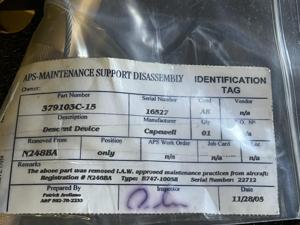 APS-MAINTENANCE SUPPORT DISASSEMBLY IDENTIFICATION TAG
Owner:
Part Number Serial Number Cond Vendor
379103C-15 16527 AR n/a
Description Manufacturer Qty P.O. Nº
Descent Device Capewell 01 n/a
Removed From Position APS Work Order Job Card
N248BA only n/a n/a n/a
Remarks
The above part was removed I.A.W. approved maintenance practices from aircraft:
Registration # N248BA Type: B747-100SR Serial Number: 22712
Prepared By Inspector Date
Patrick Arellano
11/28/05